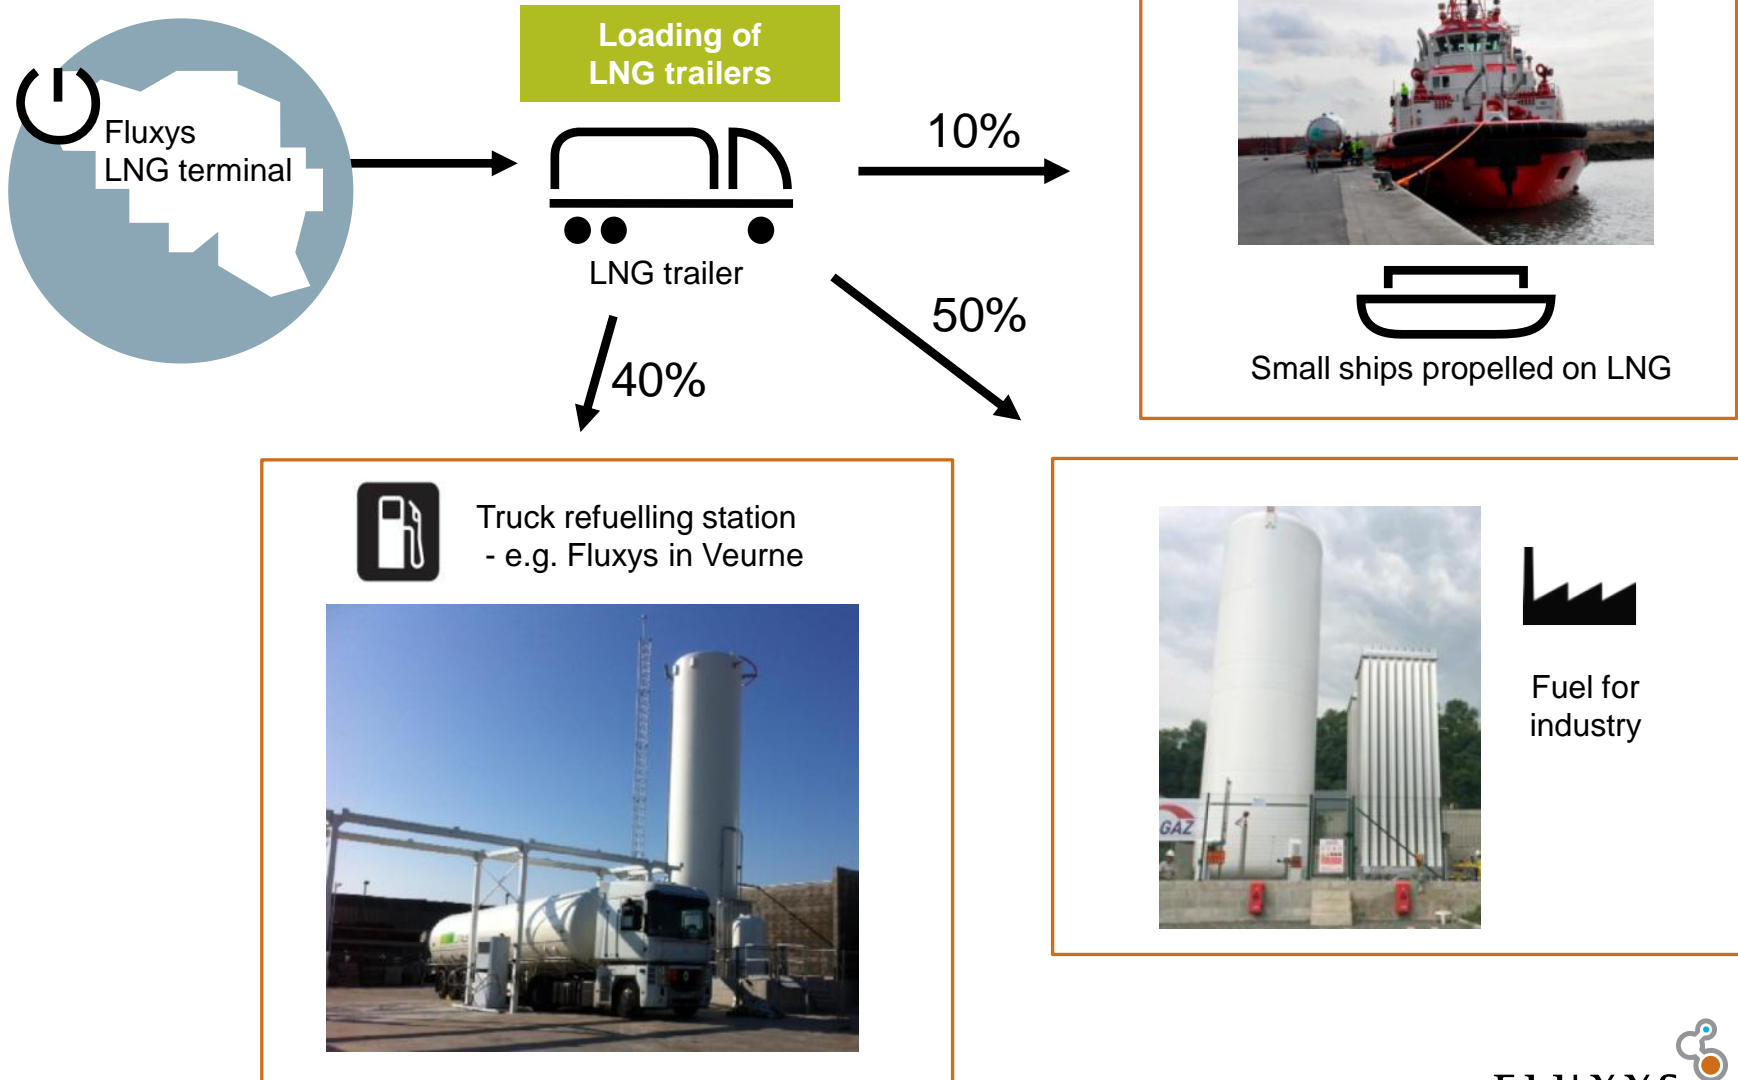 Loading of
LNG trailers
Fluxys
LNG terminal
10%
LNG trailer
50%
40%
Small ships propelled on LNG
Truck refuelling station
- e.g. Fluxys in Veurne
GAZ
Fuel for
industry
FLUXYS